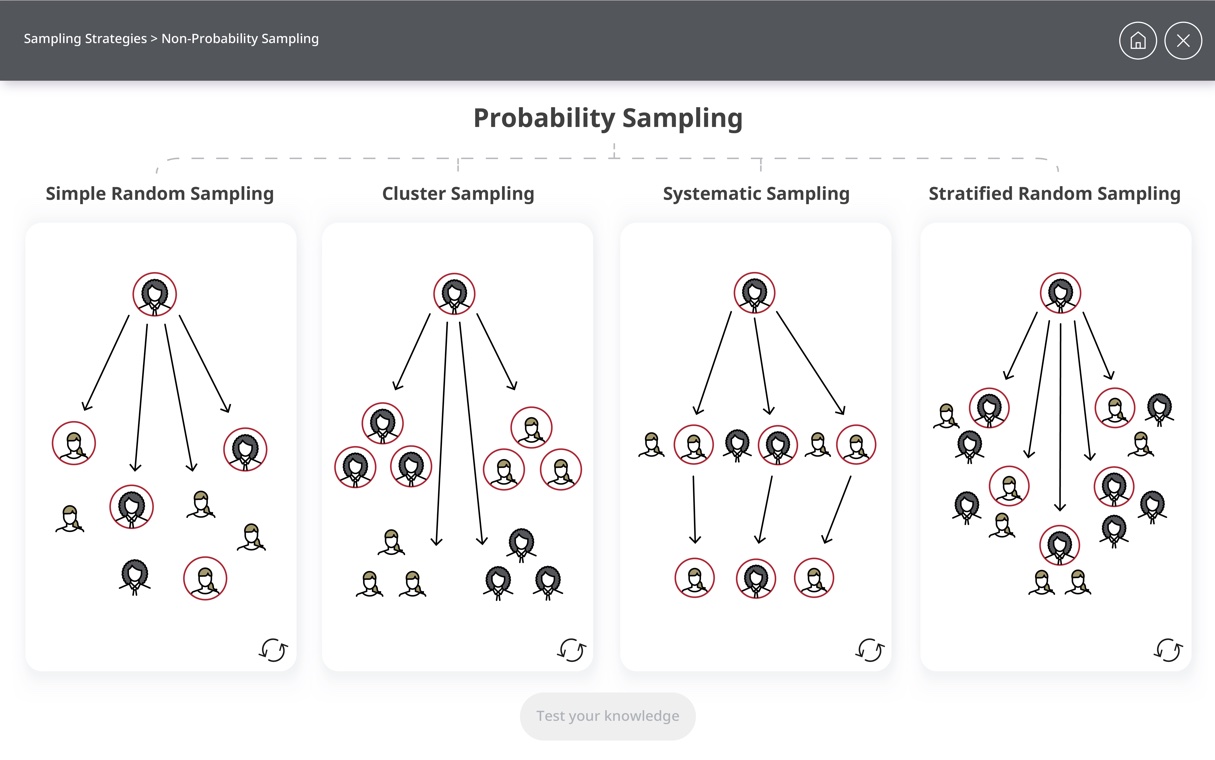 Sampling Strategies > Non-Probability Sampling
Probability Sampling
Simple Random Sampling
Cluster Sampling
Systematic Sampling
Stratified Random Sampling
Test your knowledge